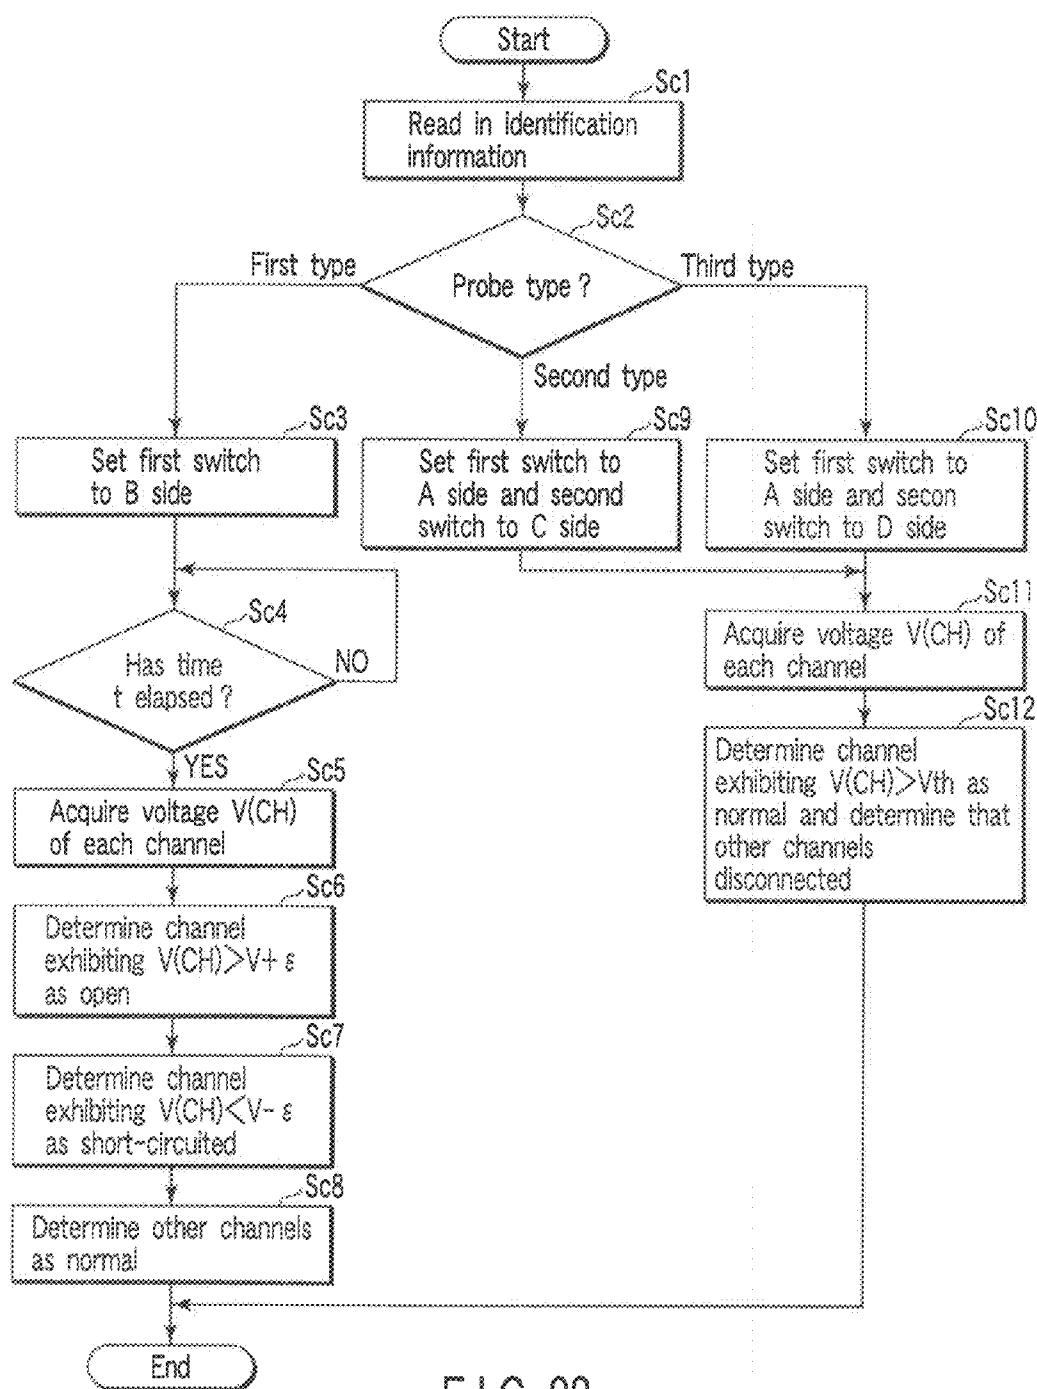 Start
Sc1
Read in identification
information
Sc2
First type
Probe type ?
Third type
Second type
Sc3
Set first switch
to B side
Sc9
Set first switch to
A side and second
switch to C side
Sc10
Set first switch to
A side and secon
switch to D side
Sc4
Has time
t elapsed ?
NO
YES
Sc11
Acquire voltage V(CH) of
each channel
Sc12
Determine channel
exhibiting V(CH)>Vth as
normal and determine that
other channels
disconnected
Sc5
Acquire voltage V(CH)
of each channel
Sc6
Determine channel
exhibiting V(CH)>V+ ε
as open
Sc7
Determine channel
exhibiting V(CH)<V- ε
as short-circuited
Sc8
Determine other channels
as normal
End